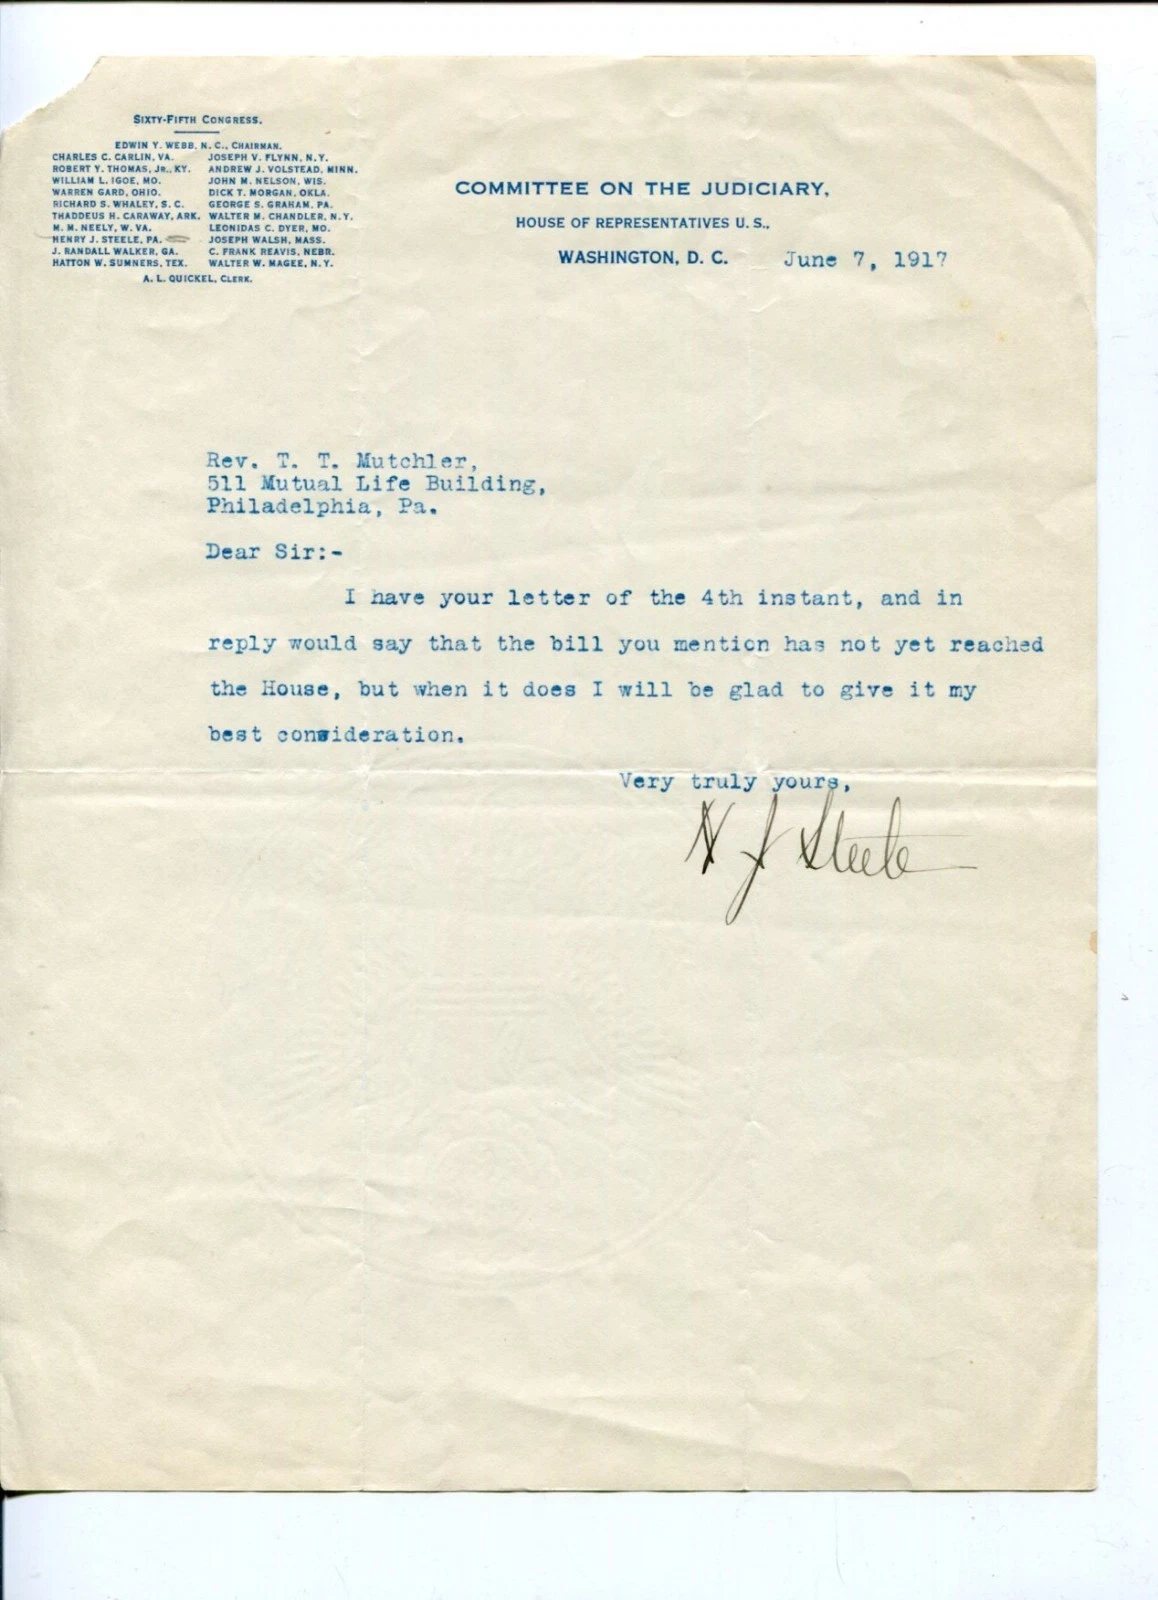 SIXTY-FIFTH CONGRESS.
EDWIN Y. WEBB, N. C., CHAIRMAN.
CHARLES C. CARLIN, VA.
ROBERT Y. THOMAS, JR., KY.
WILLIAM L. IGOE, MO.
WARREN GARD, OHIO.
RICHARD S. WHALEY, S. C.
THADDEUS H. CARAWAY, ARK.
M. M. NEELY, W. VA.
HENRY J. STEELE, PA.
J. RANDALL WALKER, GA.
HATTON W. SUMNERS, TEX.
JOSEPH V. FLYNN, N. Y.
ANDREW J. VOLSTEAD, MINN.
JOHN M. NELSON, WIS.
DICK T. MORGAN, OKLA.
GEORGE S. GRAHAM, PA.
WALTER M. CHANDLER, N. Y.
LEONIDAS C. DYER, MO.
JOSEPH WALSH, MASS.
C. FRANK REAVIS, NEBR.
WALTER W. MAGEE, N. Y.
A. L. QUICKEL, CLERK.
COMMITTEE ON THE JUDICIARY,
HOUSE OF REPRESENTATIVES U. S.,
WASHINGTON, D. C. June 7, 1917
Rev. T. T. Mutchler,
511 Mutual Life Building,
Philadelphia, Pa.
Dear Sir:-
I have your letter of the 4th instant, and in
reply would say that the bill you mention has not yet reached
the House, but when it does I will be glad to give it my
best consideration.
Very truly yours,
H J Steele